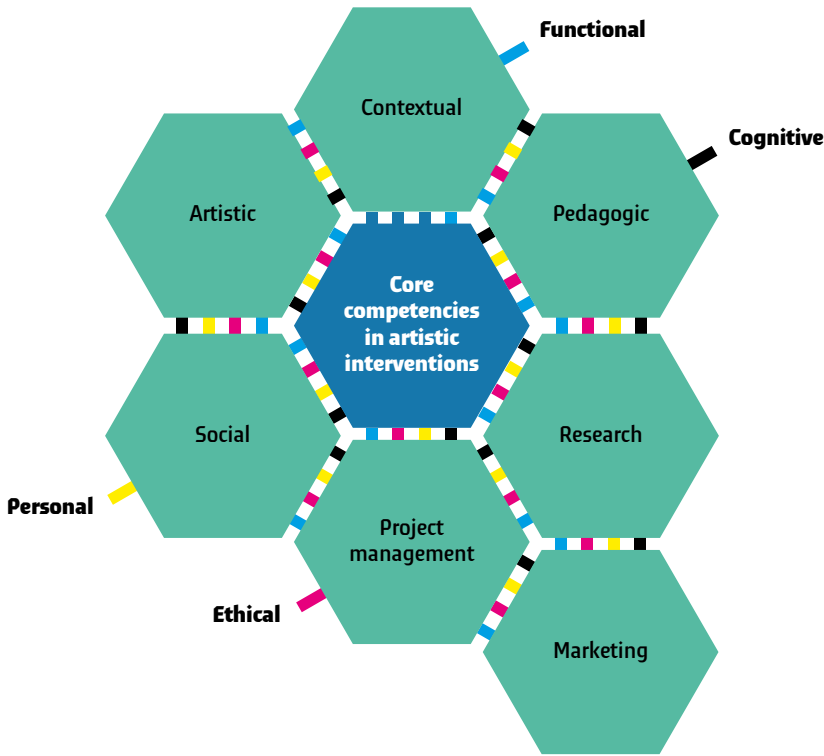 Functional
Contextual
Cognitive
Artistic
Pedagogic
Core
competencies
in artistic
interventions
Social
Research
Personal
Project
management
Ethical
Marketing